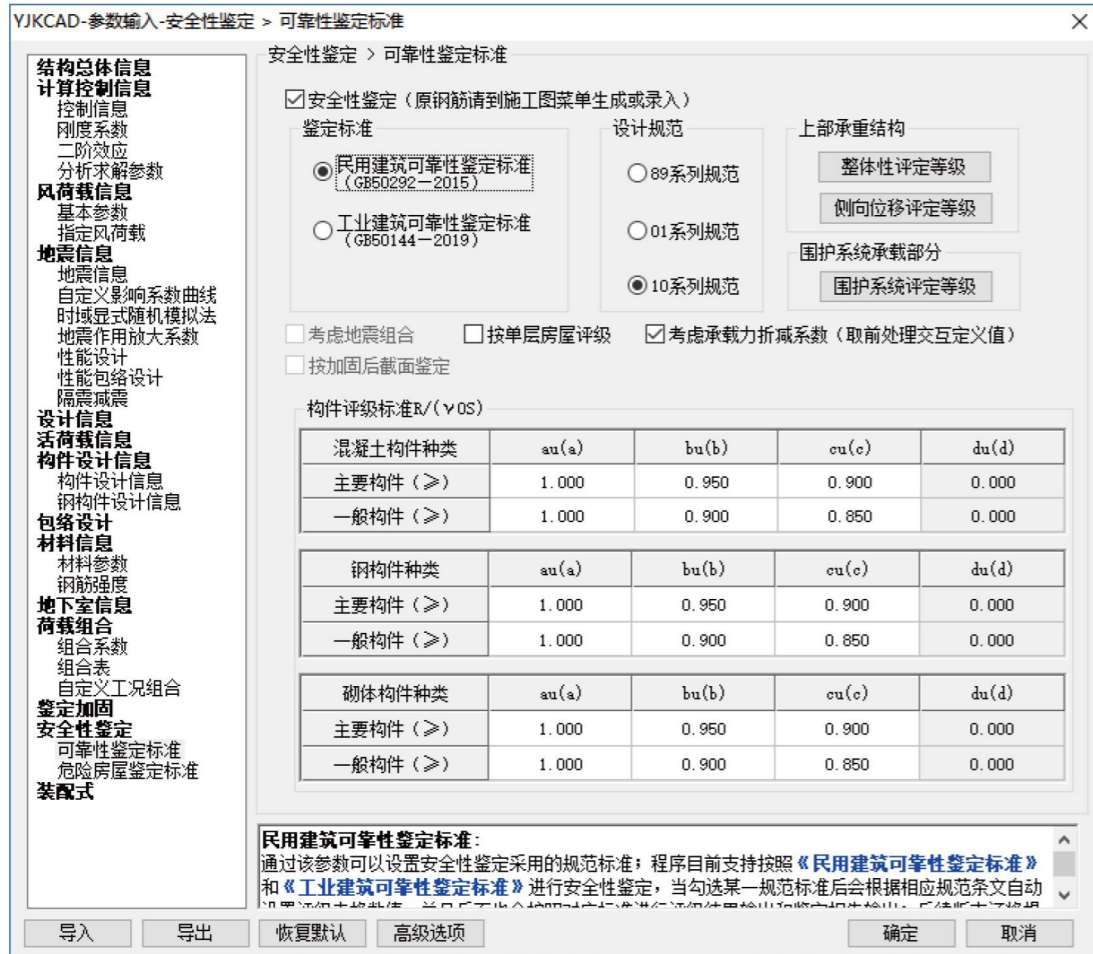 YJKCAD-参数输入-安全性鉴定 > 可靠性鉴定标准
结构总体信息
计算控制信息
控制信息
刚度系数
二阶效应
分析求解参数
风荷载信息
基本参数
指定风荷载
地震信息
地震信息
自定义影响系数曲线
时域显式随机模拟法
地震作用放大系数
性能设计
性能包络设计
隔震减震
设计信息
活荷载信息
构件设计信息
构件设计信息
钢构件设计信息
包络设计
材料信息
材料参数
钢筋强度
地下室信息
荷载组合
组合系数
组合表
自定义工况组合
鉴定加固
安全性鉴定
可靠性鉴定标准
危险房屋鉴定标准
装配式
安全性鉴定 > 可靠性鉴定标准
安全性鉴定（原钢筋请到施工图菜单生成或录入）
鉴定标准
民用建筑可靠性鉴定标准
（GB50292-2015）
工业建筑可靠性鉴定标准
（GB50144-2019）
设计规范
89系列规范
01系列规范
10系列规范
上部承重结构
整体性评定等级
侧向位移评定等级
围护系统承载部分
围护系统评定等级
考虑地震组合 按单层房屋评级 考虑承载力折减系数（取前处理交互定义值）
按加固后截面鉴定
构件评级标准R/(γ0S)
混凝土构件种类 au(a) bu(b) cu(c) du(d)
主要构件（≥） 1.000 0.950 0.900 0.000
一般构件（≥） 1.000 0.900 0.850 0.000
钢构件种类 au(a) bu(b) cu(c) du(d)
主要构件（≥） 1.000 0.950 0.900 0.000
一般构件（≥） 1.000 0.900 0.850 0.000
砌体构件种类 au(a) bu(b) cu(c) du(d)
主要构件（≥） 1.000 0.950 0.900 0.000
一般构件（≥） 1.000 0.900 0.850 0.000
民用建筑可靠性鉴定标准:
通过该参数可以设置安全性鉴定采用的规范标准；程序目前支持按照《民用建筑可靠性鉴定标准》
和《工业建筑可靠性鉴定标准》进行安全性鉴定，当勾选某一规范标准后会根据相应规范条文自动
导入 导出 恢复默认 高级选项 确定 取消